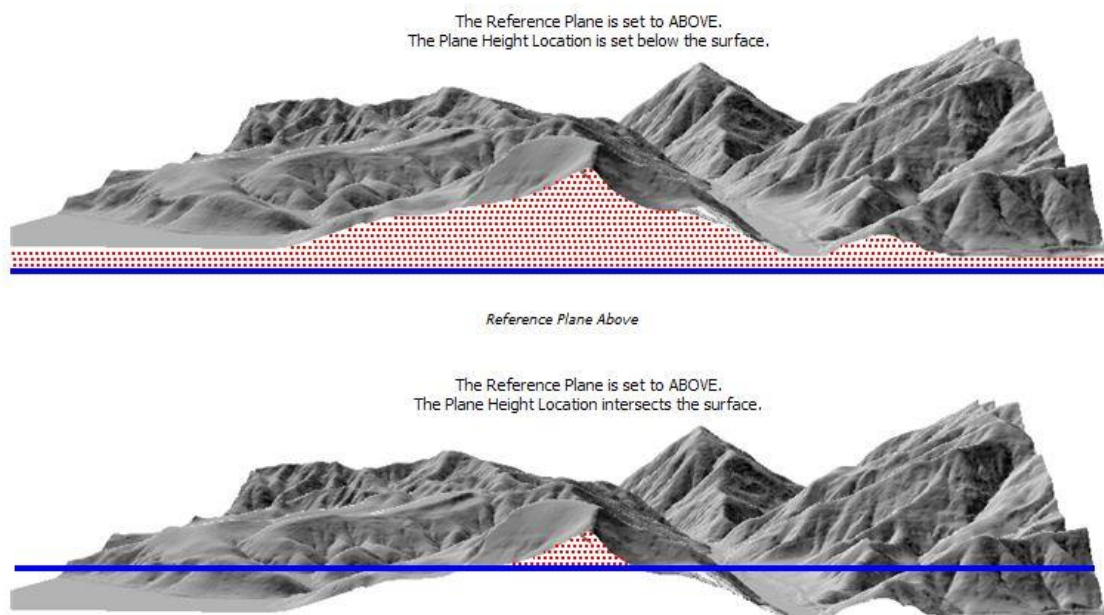 The Reference Plane is set to ABOVE.
The Plane Height Location is set below the surface.
Reference Plane Above
The Reference Plane is set to ABOVE.
The Plane Height Location intersects the surface.